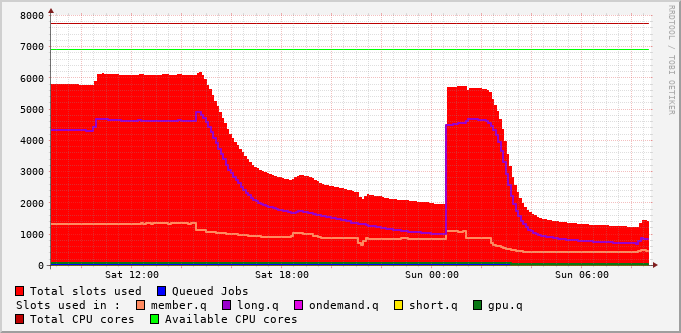 8000
7000
6000
5000
4000
3000
2000
1000
0
Sat 12:00 Sat 18:00 Sun 00:00 Sun 06:00
RRDTOOL / TOBI OETIKER
Total slots used Queued Jobs
Slots used in : member.q long.q ondemand.q short.q gpu.q
Total CPU cores Available CPU cores